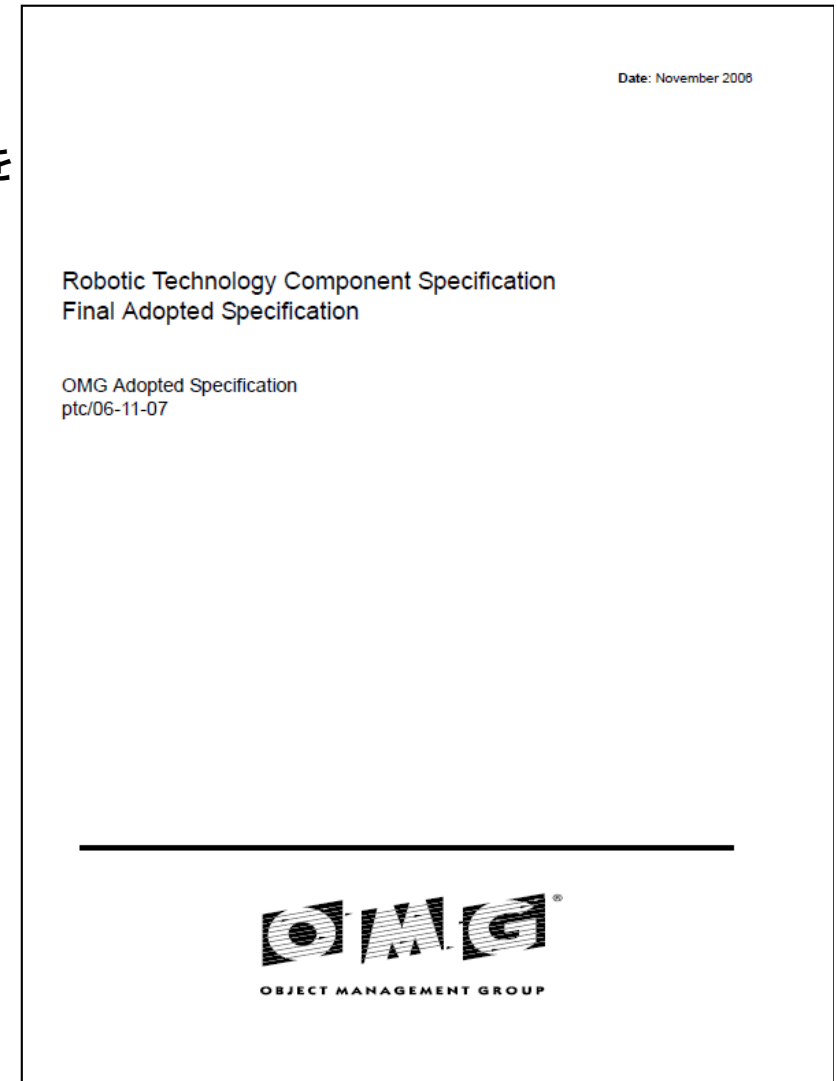 を
Date: November 2006
Robotic Technology Component Specification
Final Adopted Specification
OMG Adopted Specification
ptc/06-11-07
OMG®
OBJECT MANAGEMENT GROUP